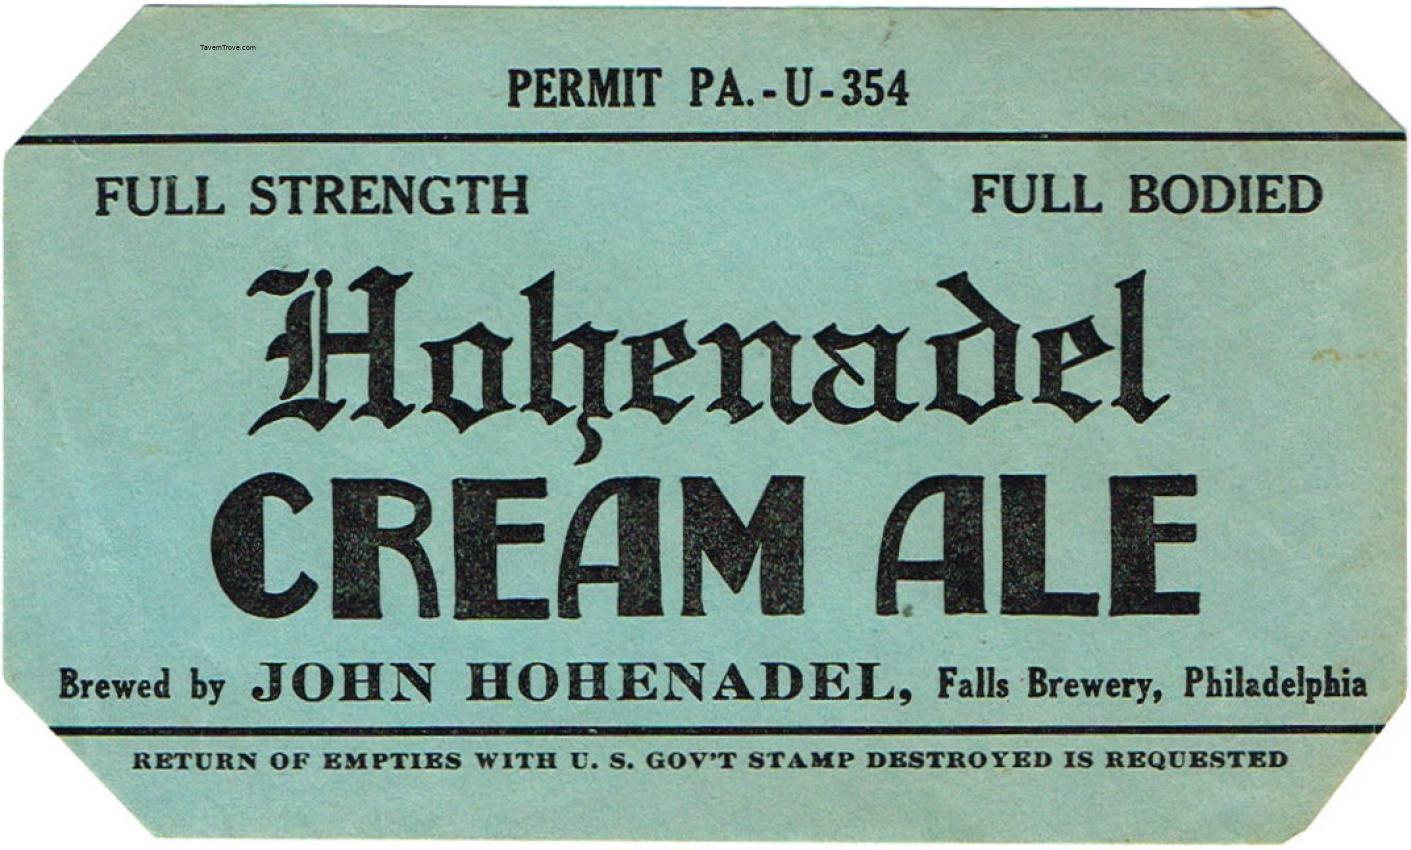 TavernTrove.com
PERMIT PA.-U-354
FULL STRENGTH FULL BODIED
Hohenadel
CREAM ALE
Brewed by JOHN HOHENADEL, Falls Brewery, Philadelphia
RETURN OF EMPTIES WITH U. S. GOV'T STAMP DESTROYED IS REQUESTED